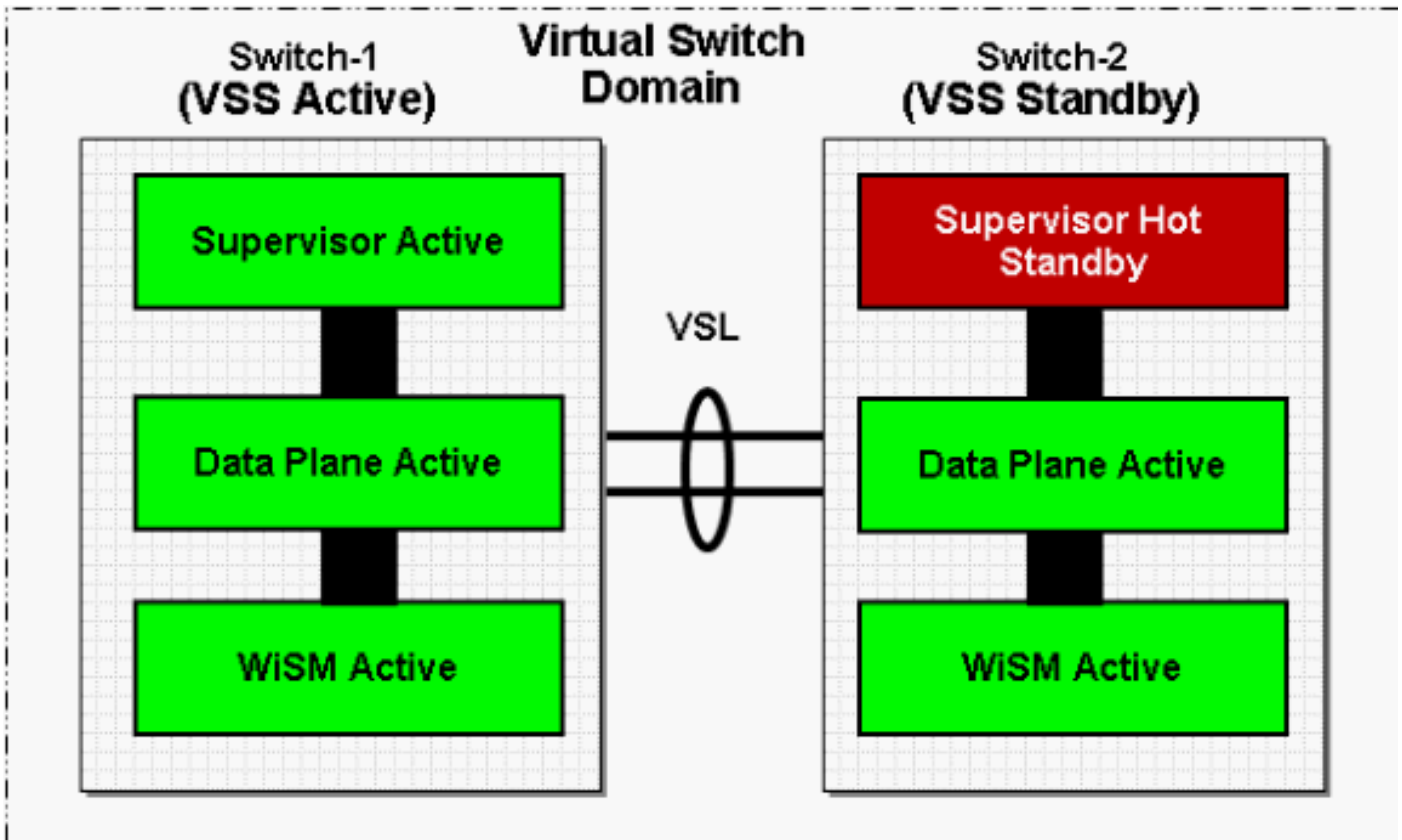 Virtual Switch
Domain
Switch-1
(VSS Active)
Switch-2
(VSS Standby)
Supervisor Active
Supervisor Hot
Standby
VSL
Data Plane Active
Data Plane Active
WiSM Active
WiSM Active